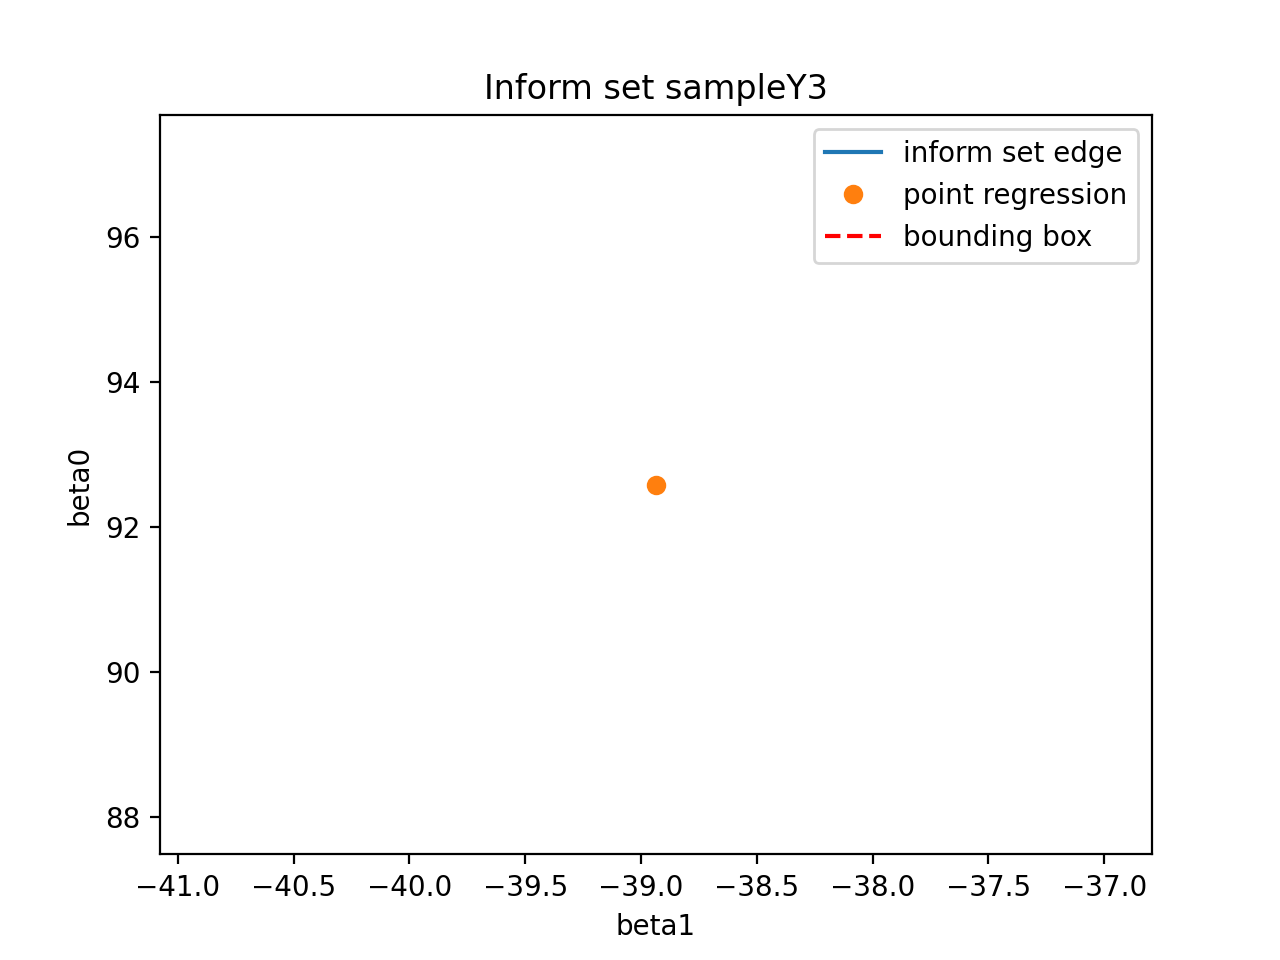 Inform set sampleY3
inform set edge
point regression
bounding box
96
94
92
90
88
beta0
−41.0 −40.5 −40.0 −39.5 −39.0 −38.5 −38.0 −37.5 −37.0
beta1